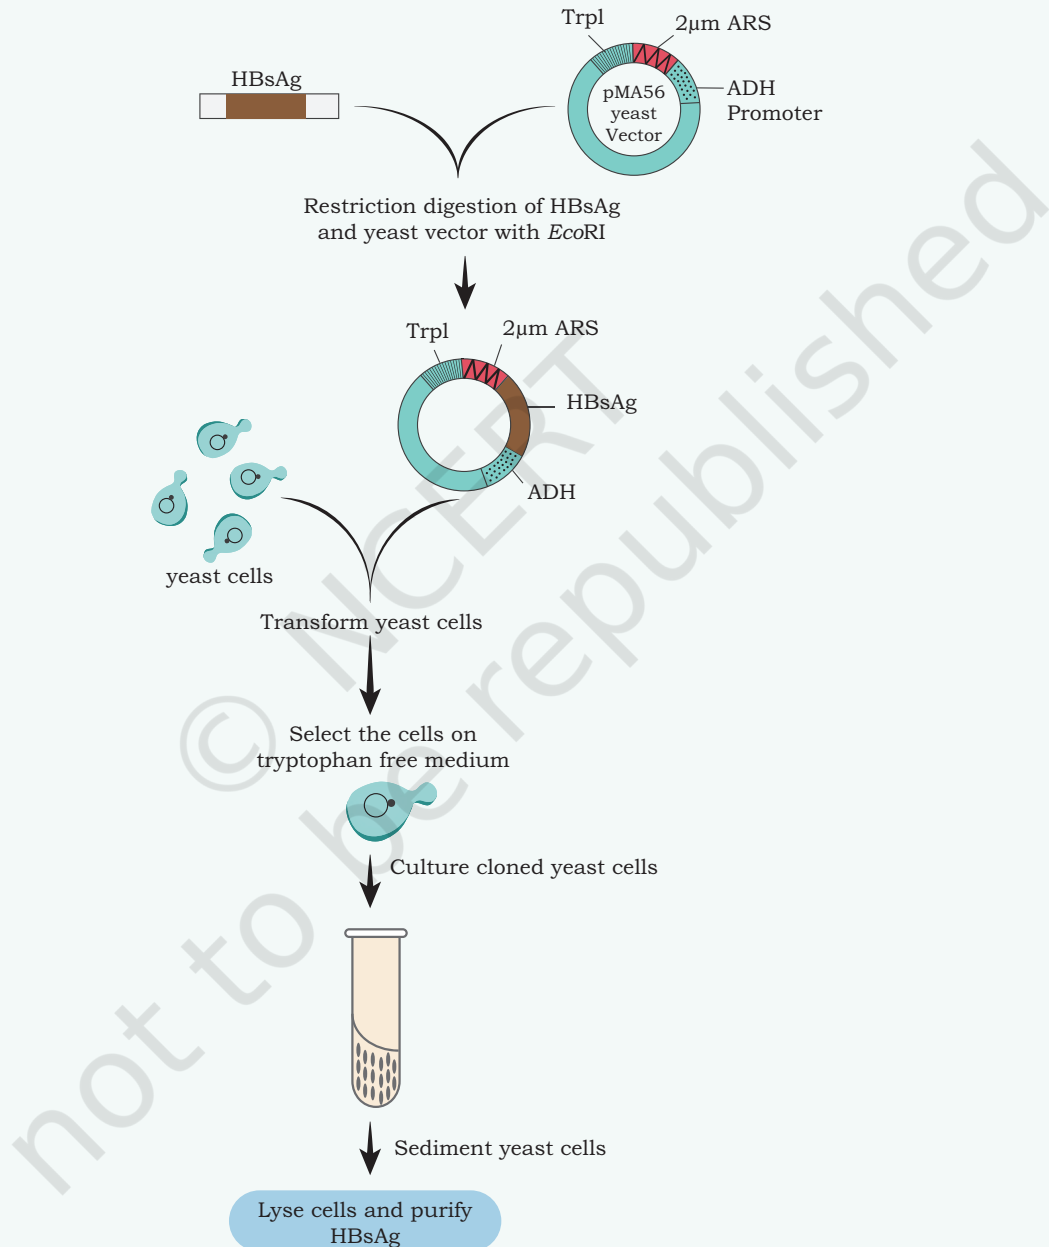 Trpl
2µm ARS
HBsAg
pMA56
yeast
Vector
ADH
Promoter
Restriction digestion of HBsAg
and yeast vector with EcoRI
Trpl
2µm ARS
HBsAg
ADH
yeast cells
Transform yeast cells
Select the cells on
tryptophan free medium
Culture cloned yeast cells
Sediment yeast cells
Lyse cells and purify
HBsAg
© NCERT
not to be republished